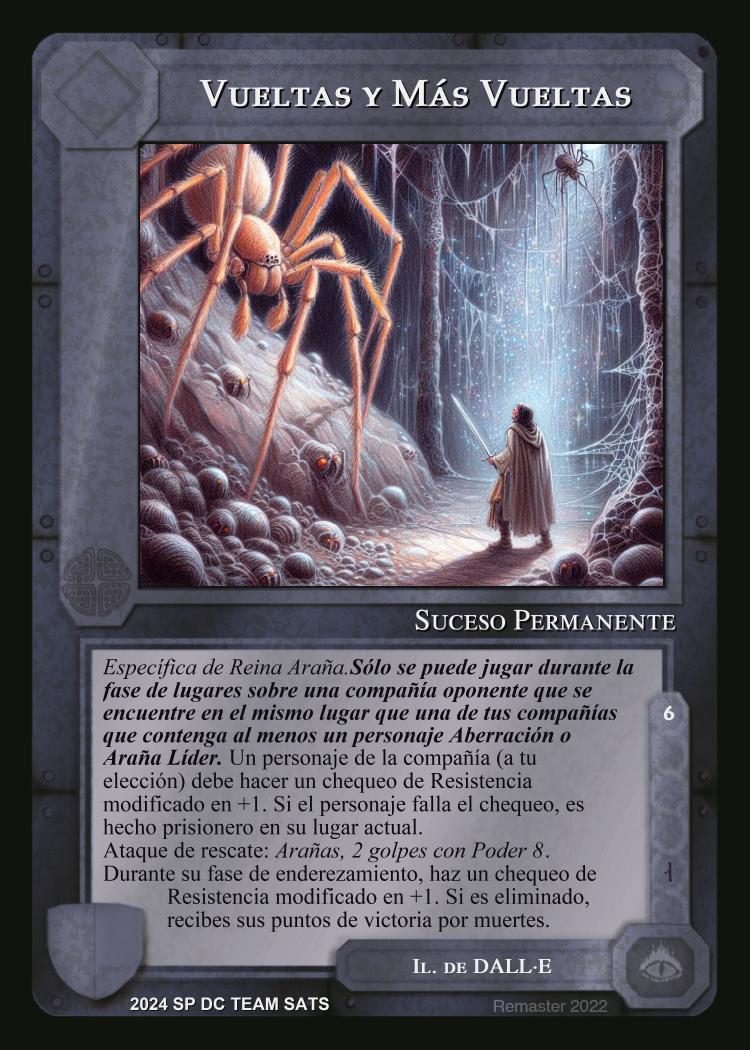 Vueltas y Más Vueltas
Suceso Permanente
Específica de Reina Araña.Sólo se puede jugar durante la
fase de lugares sobre una compañía oponente que se
encuentre en el mismo lugar que una de tus compañías
que contenga al menos un personaje Aberración o
Araña Líder. Un personaje de la compañía (a tu
elección) debe hacer un chequeo de Resistencia
modificado en +1. Si el personaje falla el chequeo, es
hecho prisionero en su lugar actual.
Ataque de rescate: Arañas, 2 golpes con Poder 8.
Durante su fase de enderezamiento, haz un chequeo de
Resistencia modificado en +1. Si es eliminado,
recibes sus puntos de victoria por muertes.
6
Il. de DALL·E
2024 SP DC TEAM SATS
Remaster 2022